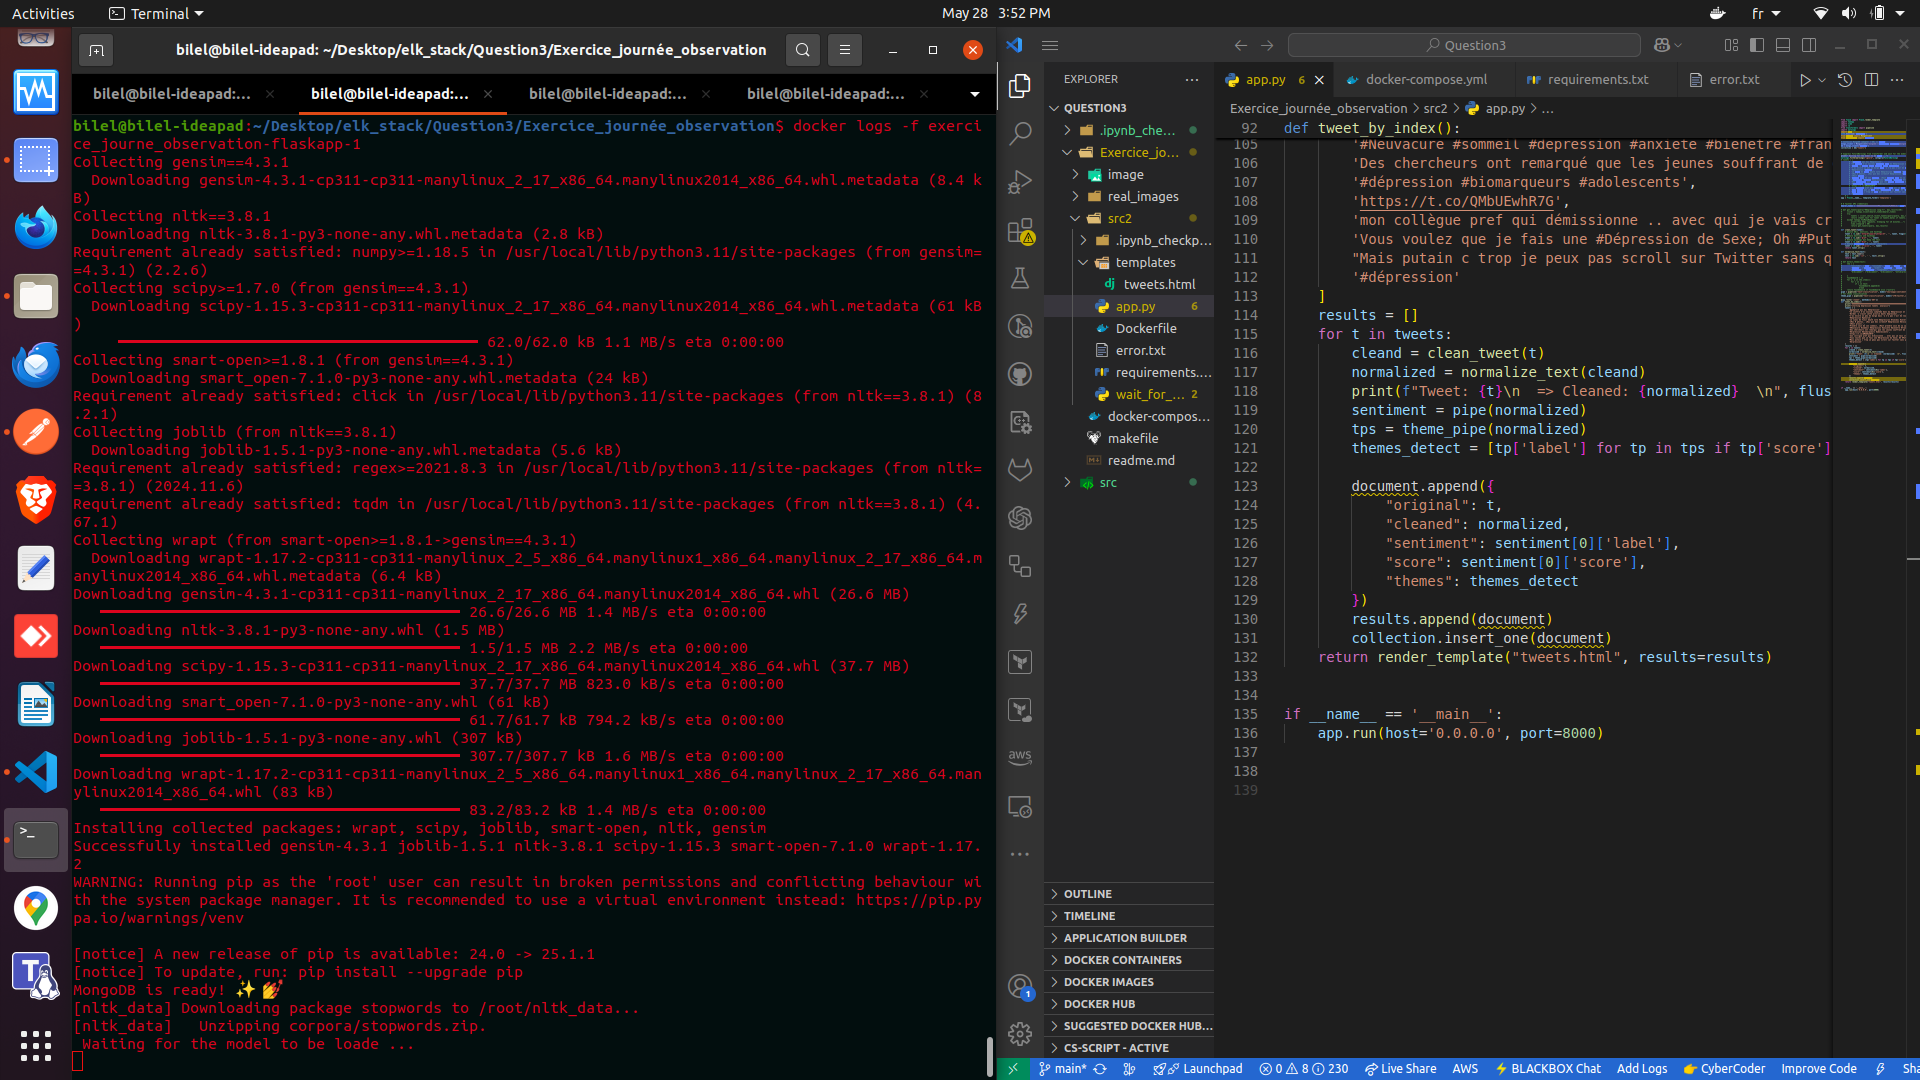 Activities
Terminal
May 28 3:52 PM
fr
bilel@bilel-ideapad: ~/Desktop/elk_stack/Question3/Exercice_journée_observation
bilel@bilel-ideapad:...
bilel@bilel-ideapad:...
bilel@bilel-ideapad:...
bilel@bilel-ideapad:...
bilel@bilel-ideapad:~/Desktop/elk_stack/Question3/Exercice_journée_observation$ docker logs -f exerci
ce_journe_observation-flaskapp-1
Collecting gensim==4.3.1
Downloading gensim-4.3.1-cp311-cp311-manylinux_2_17_x86_64.manylinux2014_x86_64.whl.metadata (8.4 k
B)
Collecting nltk==3.8.1
Downloading nltk-3.8.1-py3-none-any.whl.metadata (2.8 kB)
Requirement already satisfied: numpy>=1.18.5 in /usr/local/lib/python3.11/site-packages (from gensim=
=4.3.1) (2.2.6)
Collecting scipy>=1.7.0 (from gensim==4.3.1)
Downloading scipy-1.15.3-cp311-cp311-manylinux_2_17_x86_64.manylinux2014_x86_64.whl.metadata (61 kB
)
62.0/62.0 kB 1.1 MB/s eta 0:00:00
Collecting smart-open>=1.8.1 (from gensim==4.3.1)
Downloading smart_open-7.1.0-py3-none-any.whl.metadata (24 kB)
Requirement already satisfied: click in /usr/local/lib/python3.11/site-packages (from nltk==3.8.1) (8
.2.1)
Collecting joblib (from nltk==3.8.1)
Downloading joblib-1.5.1-py3-none-any.whl.metadata (5.6 kB)
Requirement already satisfied: regex>=2021.8.3 in /usr/local/lib/python3.11/site-packages (from nltk=
=3.8.1) (2024.11.6)
Requirement already satisfied: tqdm in /usr/local/lib/python3.11/site-packages (from nltk==3.8.1) (4.
67.1)
Collecting wrapt (from smart-open>=1.8.1->gensim==4.3.1)
Downloading wrapt-1.17.2-cp311-cp311-manylinux_2_5_x86_64.manylinux1_x86_64.manylinux_2_17_x86_64.m
anylinux2014_x86_64.whl.metadata (6.4 kB)
Downloading gensim-4.3.1-cp311-cp311-manylinux_2_17_x86_64.manylinux2014_x86_64.whl (26.6 MB)
26.6/26.6 MB 1.4 MB/s eta 0:00:00
Downloading nltk-3.8.1-py3-none-any.whl (1.5 MB)
1.5/1.5 MB 2.2 MB/s eta 0:00:00
Downloading scipy-1.15.3-cp311-cp311-manylinux_2_17_x86_64.manylinux2014_x86_64.whl (37.7 MB)
37.7/37.7 MB 823.0 kB/s eta 0:00:00
Downloading smart_open-7.1.0-py3-none-any.whl (61 kB)
61.7/61.7 kB 794.2 kB/s eta 0:00:00
Downloading joblib-1.5.1-py3-none-any.whl (307 kB)
307.7/307.7 kB 1.6 MB/s eta 0:00:00
Downloading wrapt-1.17.2-cp311-cp311-manylinux_2_5_x86_64.manylinux1_x86_64.manylinux_2_17_x86_64.man
ylinux2014_x86_64.whl (83 kB)
83.2/83.2 kB 1.4 MB/s eta 0:00:00
Installing collected packages: wrapt, scipy, joblib, smart-open, nltk, gensim
Successfully installed gensim-4.3.1 joblib-1.5.1 nltk-3.8.1 scipy-1.15.3 smart-open-7.1.0 wrapt-1.17.
2
WARNING: Running pip as the 'root' user can result in broken permissions and conflicting behaviour wi
th the system package manager. It is recommended to use a virtual environment instead: https://pip.py
pa.io/warnings/venv
[notice] A new release of pip is available: 24.0 -> 25.1.1
[notice] To update, run: pip install --upgrade pip
MongoDB is ready! ✨ 💅
[nltk_data] Downloading package stopwords to /root/nltk_data...
[nltk_data]   Unzipping corpora/stopwords.zip.
Waiting for the model to be loade ...
Question3
EXPLORER
QUESTION3
.ipynb_che...
Exercice_jo...
image
real_images
src2
.ipynb_checkp...
templates
tweets.html
app.py 6
Dockerfile
error.txt
requirements....
wait_for_... 2
docker-compos...
makefile
readme.md
src
OUTLINE
TIMELINE
APPLICATION BUILDER
DOCKER CONTAINERS
DOCKER IMAGES
DOCKER HUB
SUGGESTED DOCKER HUB...
CS-SCRIPT - ACTIVE
aws
1
app.py 6
docker-compose.yml
requirements.txt
error.txt
Exercice_journée_observation > src2 > app.py > ...
92 def tweet_by_index():
105 '#Neuvacure #sommeil #dépression #anxiété #bienetre #fran
106 'Des chercheurs ont remarqué que les jeunes souffrant de
107 '#dépression #biomarqueurs #adolescents',
108 'https://t.co/QMbUEwhR7G',
109 'mon collègue pref qui démissionne .. avec qui je vais cr
110 'Vous voulez que je fais une #Dépression de Sexe; Oh #Put
111 "Mais putain c trop je peux pas scroll sur Twitter sans q
112 '#dépression'
113 ]
114 results = []
115 for t in tweets:
116 cleand = clean_tweet(t)
117 normalized = normalize_text(cleand)
118 print(f"Tweet: {t}\n  => Cleaned: {normalized}  \n", flus
119 sentiment = pipe(normalized)
120 tps = theme_pipe(normalized)
121 themes_detect = [tp['label'] for tp in tps if tp['score']
122
123 document.append({
124 "original": t,
125 "cleaned": normalized,
126 "sentiment": sentiment[0]['label'],
127 "score": sentiment[0]['score'],
128 "themes": themes_detect
129 })
130 results.append(document)
131 collection.insert_one(document)
132 return render_template("tweets.html", results=results)
133
134
135 if __name__ == '__main__':
136 app.run(host='0.0.0.0', port=8000)
137
138
139
main* Launchpad 0 8 230 Live Share AWS BLACKBOX Chat Add Logs CyberCoder Improve Code Sha